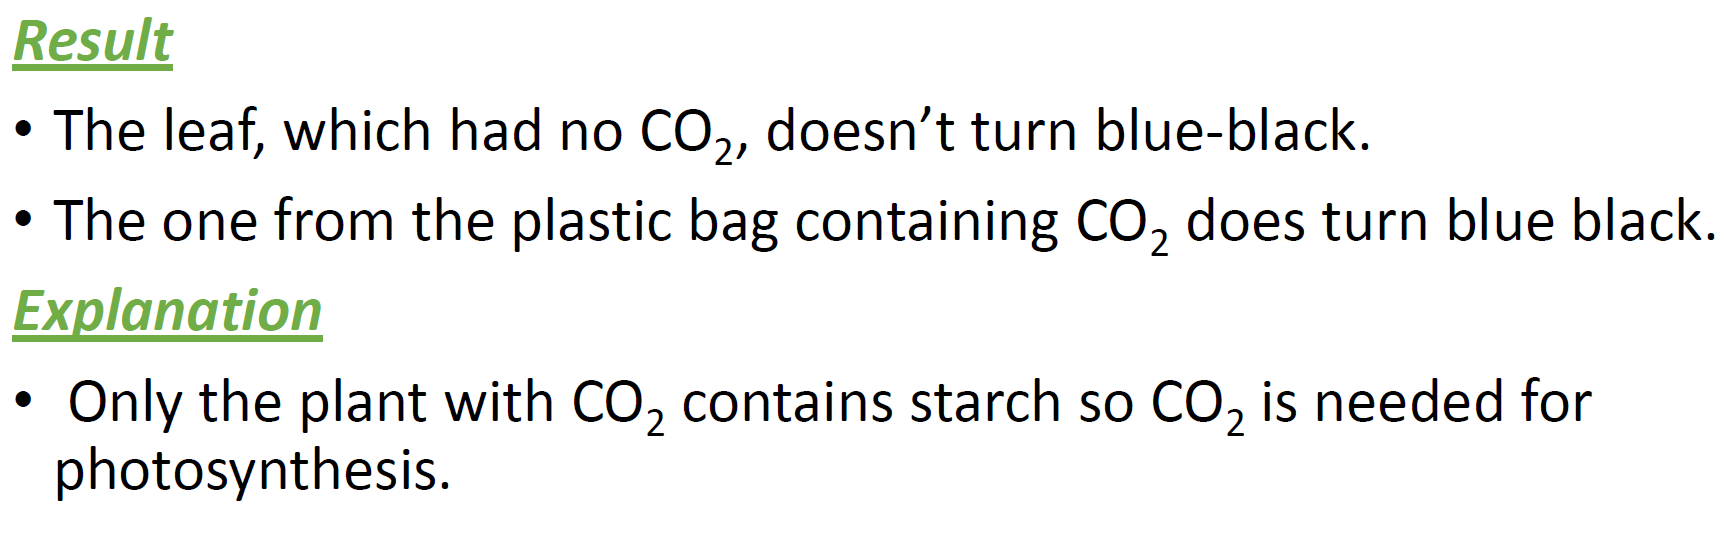 Result
• The leaf, which had no CO₂, doesn’t turn blue-black.
• The one from the plastic bag containing CO₂ does turn blue black.
Explanation
• Only the plant with CO₂ contains starch so CO₂ is needed for
photosynthesis.